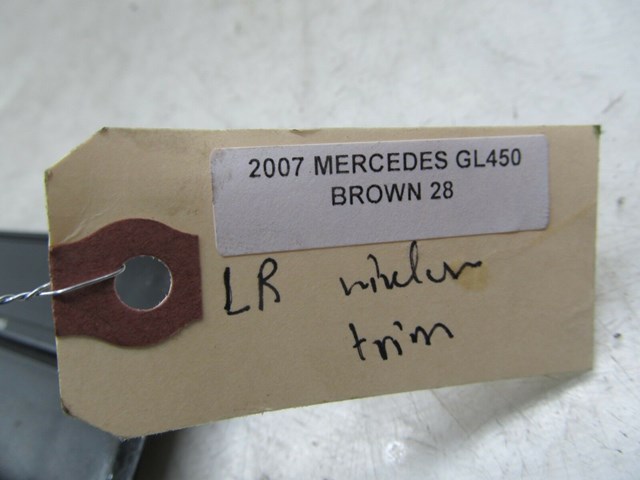 2007 MERCEDES GL450
BROWN 28
LR window
trim